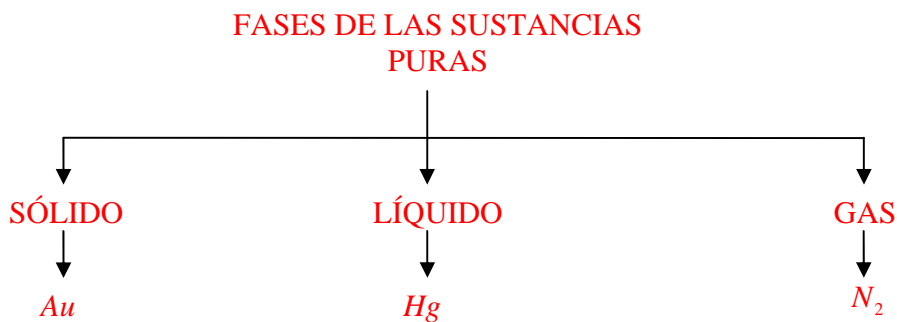 FASES DE LAS SUSTANCIAS
PURAS
SÓLIDO LÍQUIDO GAS
Au Hg N₂